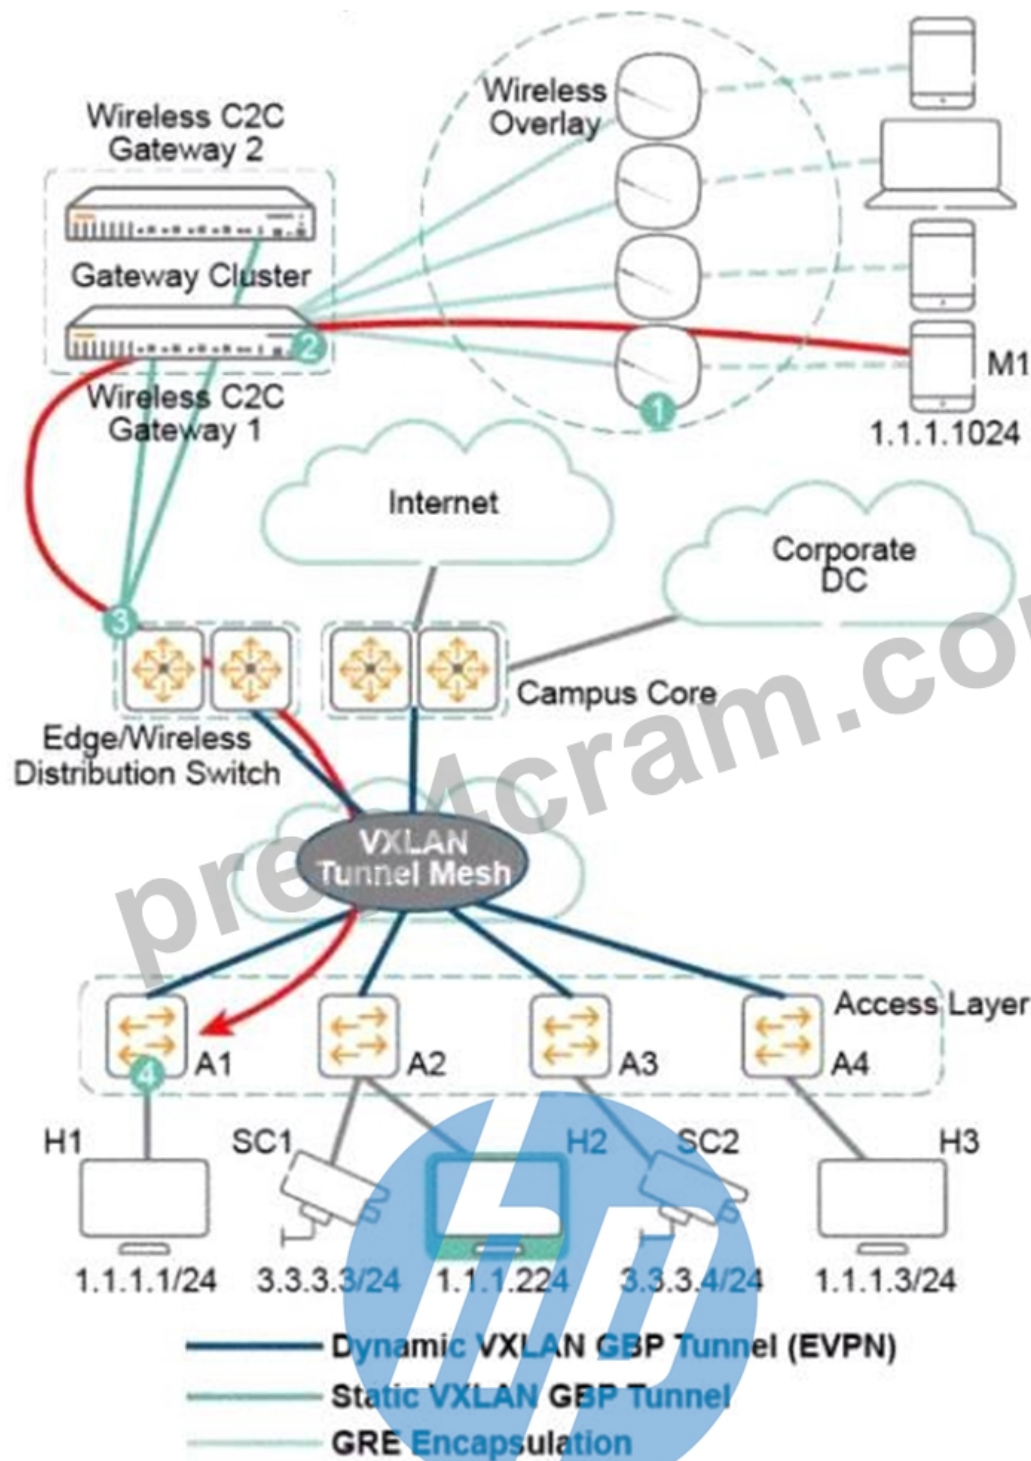 Wireless C2C
Gateway 2
Gateway Cluster
2
Wireless C2C
Gateway 1
Wireless
Overlay
1
M1
1.1.1.1024
Internet
Corporate
DC
3
Edge/Wireless
Distribution Switch
Campus Core
VXLAN
Tunnel Mesh
Access Layer
A1
A2
A3
A4
4
H1
SC1
H2
SC2
H3
1.1.1.1/24
3.3.3.3/24
1.1.1.224
3.3.3.4/24
1.1.1.3/24
Dynamic VXLAN GBP Tunnel (EVPN)
Static VXLAN GBP Tunnel
GRE Encapsulation
hp